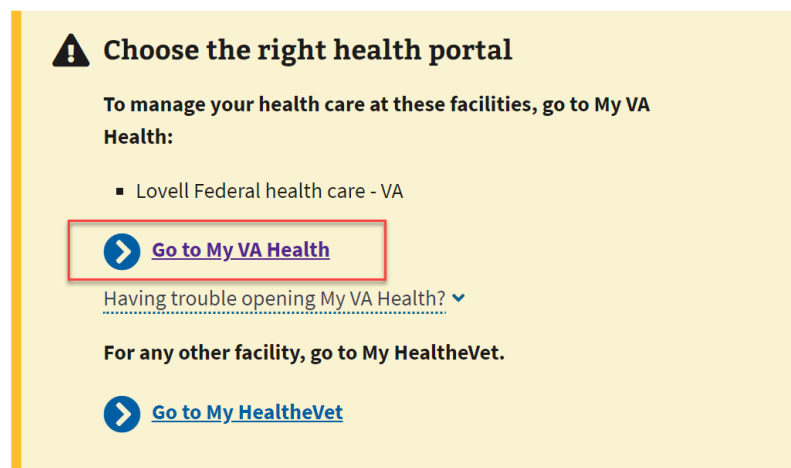 Choose the right health portal
To manage your health care at these facilities, go to My VA
Health:
Lovell Federal health care - VA
Go to My VA Health
Having trouble opening My VA Health?
For any other facility, go to My HealtheVet.
Go to My HealtheVet